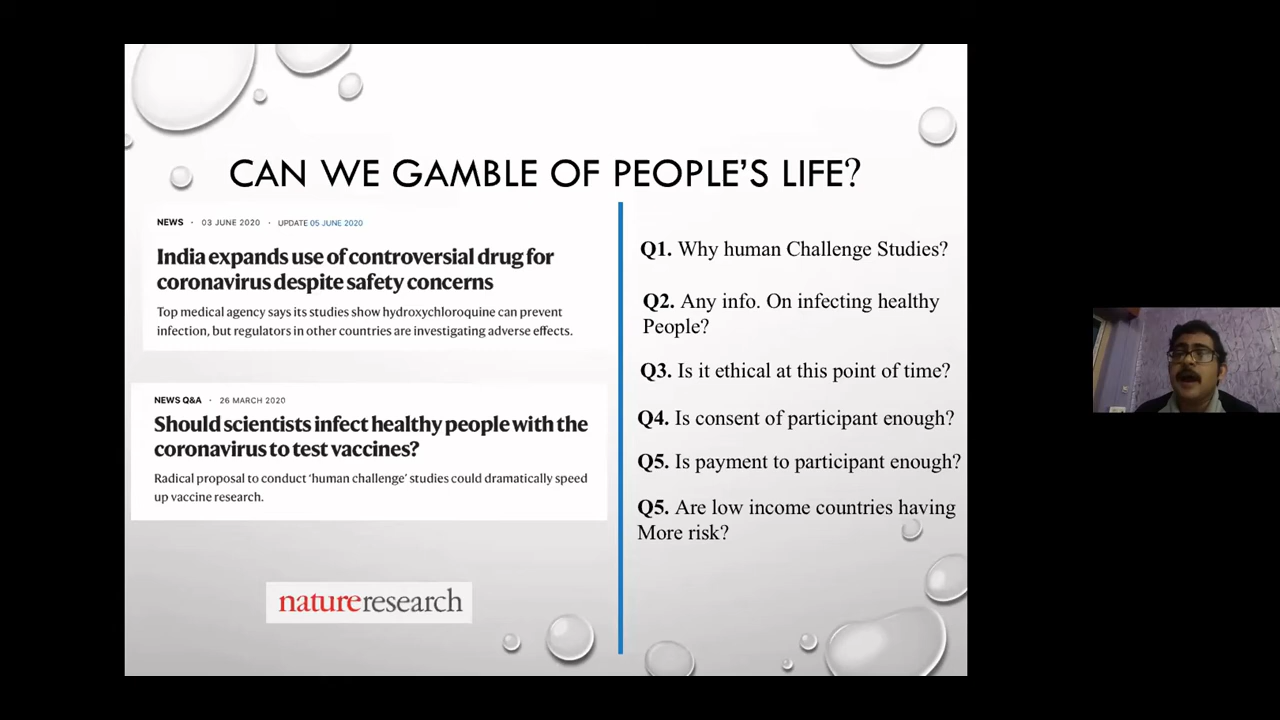 CAN WE GAMBLE OF PEOPLE'S LIFE?
NEWS · 03 JUNE 2020 · UPDATE 05 JUNE 2020
India expands use of controversial drug for
coronavirus despite safety concerns
Top medical agency says its studies show hydroxychloroquine can prevent
infection, but regulators in other countries are investigating adverse effects.
NEWS Q&A · 26 MARCH 2020
Should scientists infect healthy people with the
coronavirus to test vaccines?
Radical proposal to conduct 'human challenge' studies could dramatically speed
up vaccine research.
natureresearch
Q1. Why human Challenge Studies?
Q2. Any info. On infecting healthy
People?
Q3. Is it ethical at this point of time?
Q4. Is consent of participant enough?
Q5. Is payment to participant enough?
Q5. Are low income countries having
More risk?